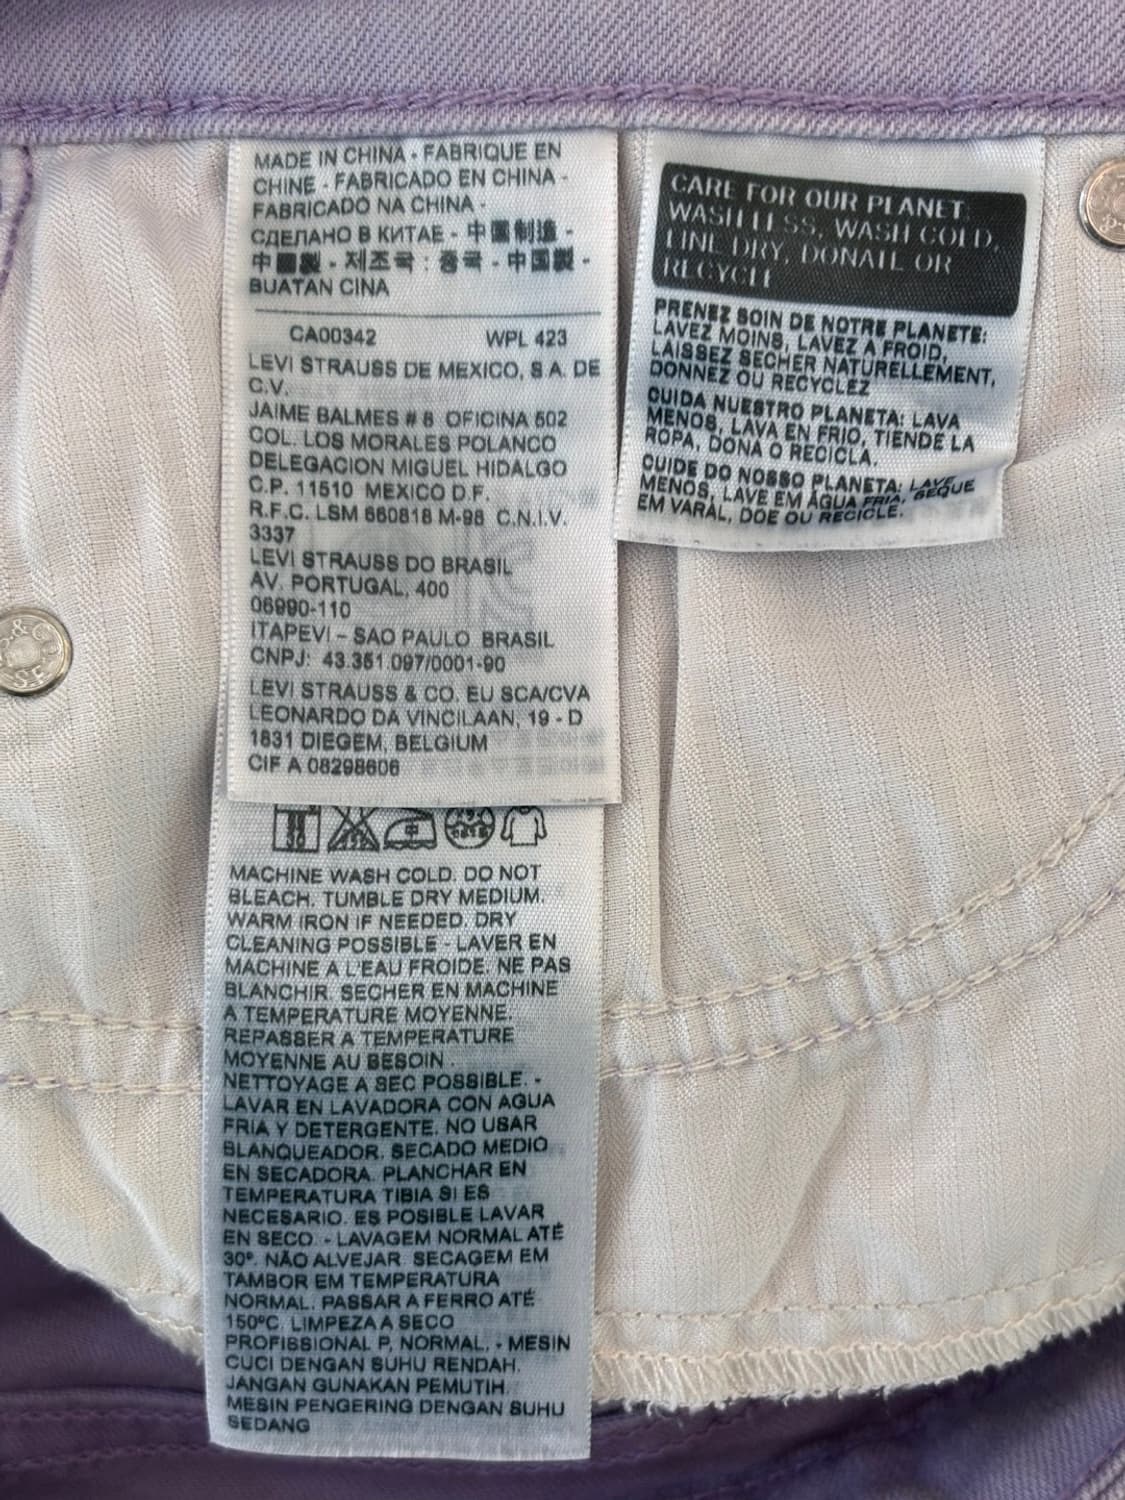 MADE IN CHINA - FABRIQUE EN
CHINE - FABRICADO EN CHINA -
FABRICADO NA CHINA -
СДЕЛАНО В КИТАЕ - 中国制造 -
中國製 - 제조국 : 중국 - 中国製 -
BUATAN CINA
CA00342 WPL 423
LEVI STRAUSS DE MEXICO, S A. DE
C.V.
JAIME BALMES # 8 OFICINA 502
COL. LOS MORALES POLANCO
DELEGACION MIGUEL HIDALGO
C.P. 11510 MEXICO D.F.
R.F.C. LSM 660818 M-98 C.N.I.V.
3337
LEVI STRAUSS DO BRASIL
AV. PORTUGAL, 400
06690-110
ITAPEVI – SAO PAULO BRASIL
CNPJ: 43.351.097/0001-90
LEVI STRAUSS & CO. EU SCA/CVA
LEONARDO DA VINCILAAN, 19 - D
1831 DIEGEM, BELGIUM
CIF A 08298606
MACHINE WASH COLD. DO NOT
BLEACH. TUMBLE DRY MEDIUM.
WARM IRON IF NEEDED. DRY
CLEANING POSSIBLE - LAVER EN
MACHINE A L'EAU FROIDE. NE PAS
BLANCHIR. SECHER EN MACHINE
A TEMPERATURE MOYENNE.
REPASSER A TEMPERATURE
MOYENNE AU BESOIN .
NETTOYAGE A SEC POSSIBLE. -
LAVAR EN LAVADORA CON AGUA
FRIA Y DETERGENTE. NO USAR
BLANQUEADOR. SECADO MEDIO
EN SECADORA. PLANCHAR EN
TEMPERATURA TIBIA SI ES
NECESARIO. ES POSIBLE LAVAR
EN SECO. - LAVAGEM NORMAL ATÉ
30º. NÃO ALVEJAR. SECAGEM EM
TAMBOR EM TEMPERATURA
NORMAL. PASSAR A FERRO ATÉ
150ºC. LIMPEZA A SECO
PROFISSIONAL P, NORMAL. - MESIN
CUCI DENGAN SUHU RENDAH.
JANGAN GUNAKAN PEMUTIH.
MESIN PENGERING DENGAN SUHU
SEDANG
CARE FOR OUR PLANET:
WASH LESS, WASH COLD,
LINE DRY, DONATE OR
RECYCLE
PRENEZ SOIN DE NOTRE PLANETE:
LAVEZ MOINS, LAVEZ A FROID,
LAISSEZ SECHER NATURELLEMENT,
DONNEZ OU RECYCLEZ
CUIDA NUESTRO PLANETA: LAVA
MENOS, LAVA EN FRIO, TIENDE LA
ROPA, DONA O RECICLA.
CUIDE DO NOSSO PLANETA: LAVE
MENOS, LAVE EM ÁGUA FRIA, SEQUE
EM VARAL, DOE OU RECICLE.